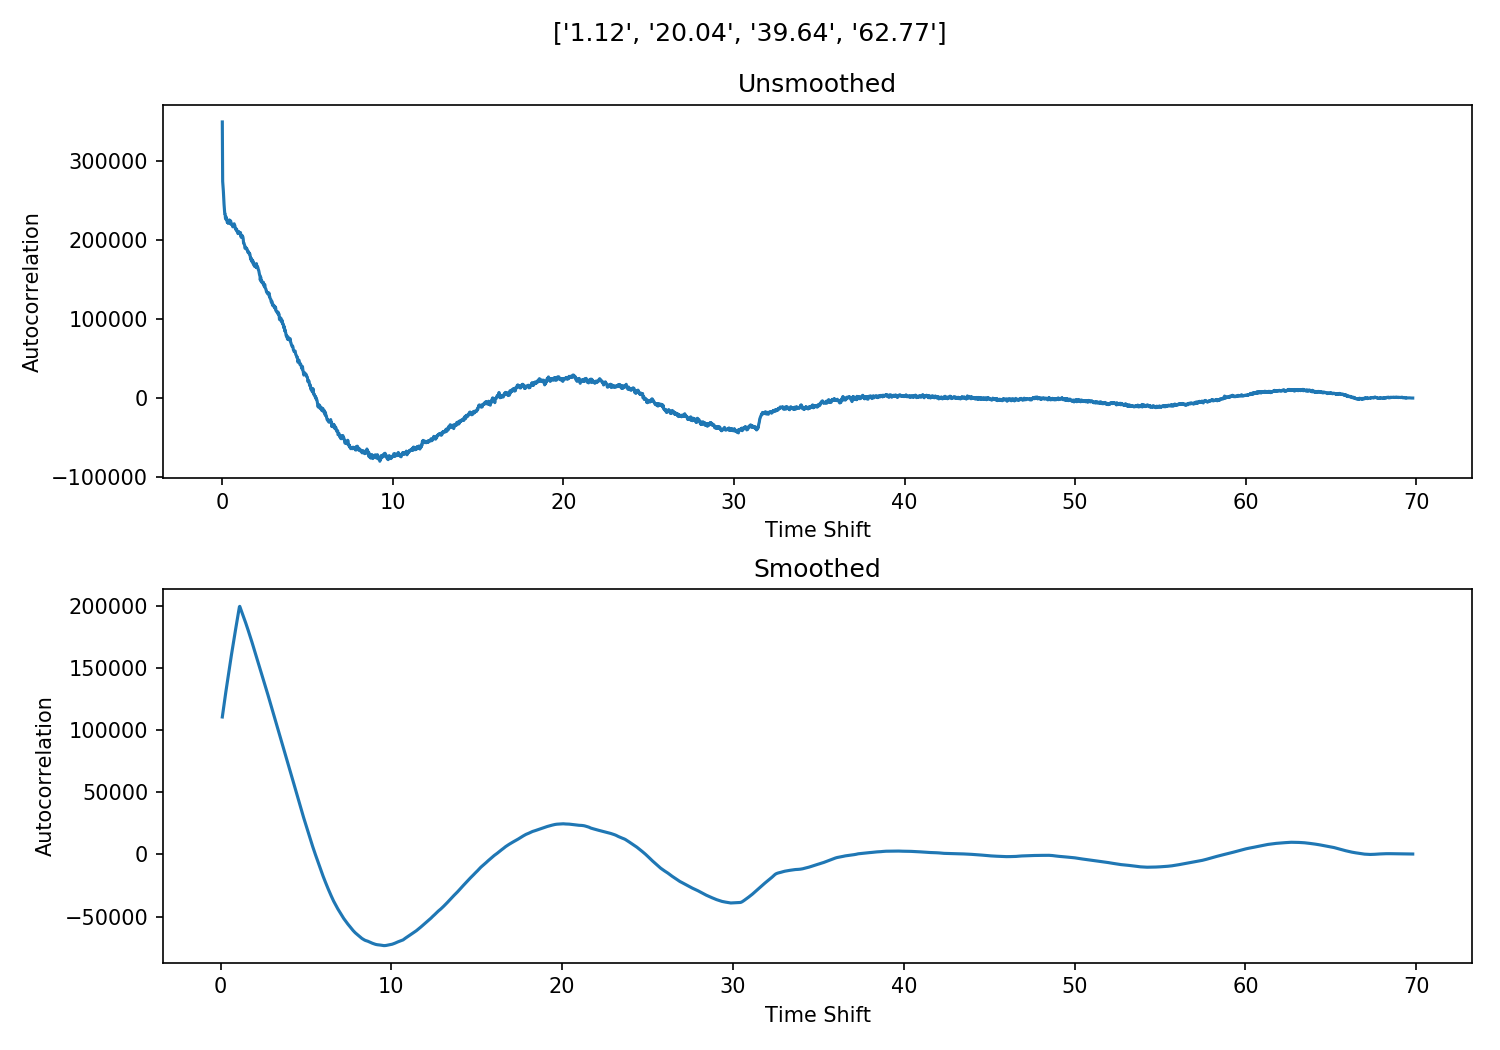 ['1.12', '20.04', '39.64', '62.77']
Unsmoothed
Autocorrelation
300000
200000
100000
0
−100000
0 10 20 30 40 50 60 70
Time Shift
Smoothed
Autocorrelation
200000
150000
100000
50000
0
−50000
0 10 20 30 40 50 60 70
Time Shift